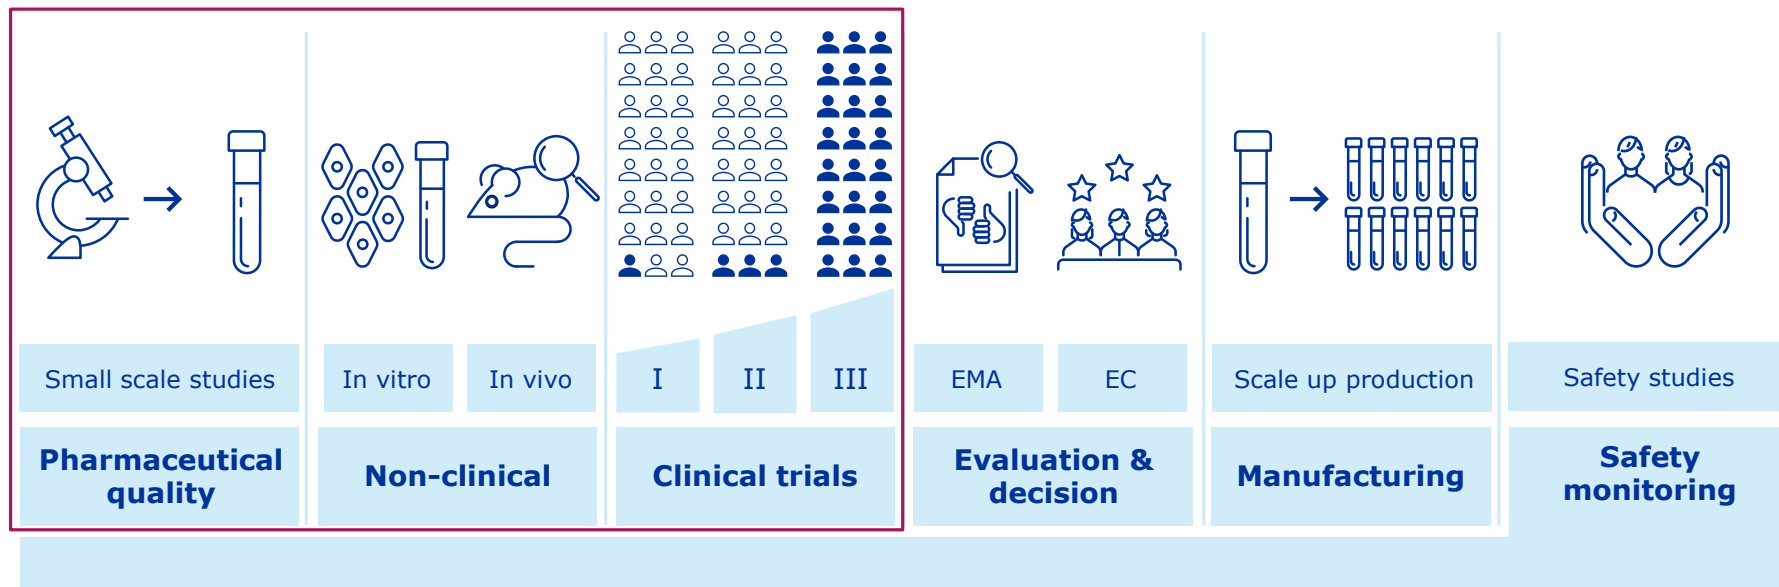 Small scale studies
In vitro
In vivo
I
II
III
EMA
EC
Scale up production
Safety studies
Pharmaceutical
quality
Non-clinical
Clinical trials
Evaluation &
decision
Manufacturing
Safety
monitoring